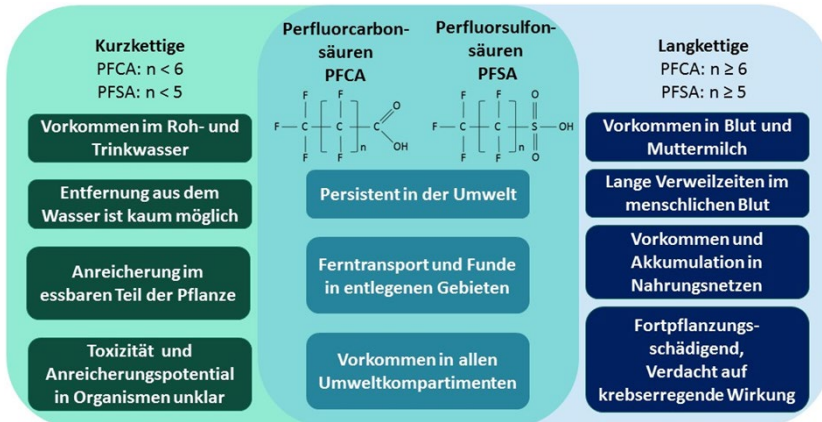 Kurzkettige
PFCA: n < 6
PFSA: n < 5
Vorkommen im Roh- und
Trinkwasser
Entfernung aus dem
Wasser ist kaum möglich
Anreicherung im
essbaren Teil der Pflanze
Toxizität und
Anreicherungspotential
in Organismen unklar
Perfluorcarbon-
säuren
PFCA
F F O
F C C C
F F n OH
Perfluorsulfon-
säuren
PFSA
F F O
F C C S OH
F F n O
Persistent in der Umwelt
Ferntransport und Funde
in entlegenen Gebieten
Vorkommen in allen
Umweltkompartimenten
Langkettige
PFCA: n ≥ 6
PFSA: n ≥ 5
Vorkommen in Blut und
Muttermilch
Lange Verweilzeiten im
menschlichen Blut
Vorkommen und
Akkumulation in
Nahrungsnetzen
Fortpflanzungs-
schädigend,
Verdacht auf
krebserregende Wirkung